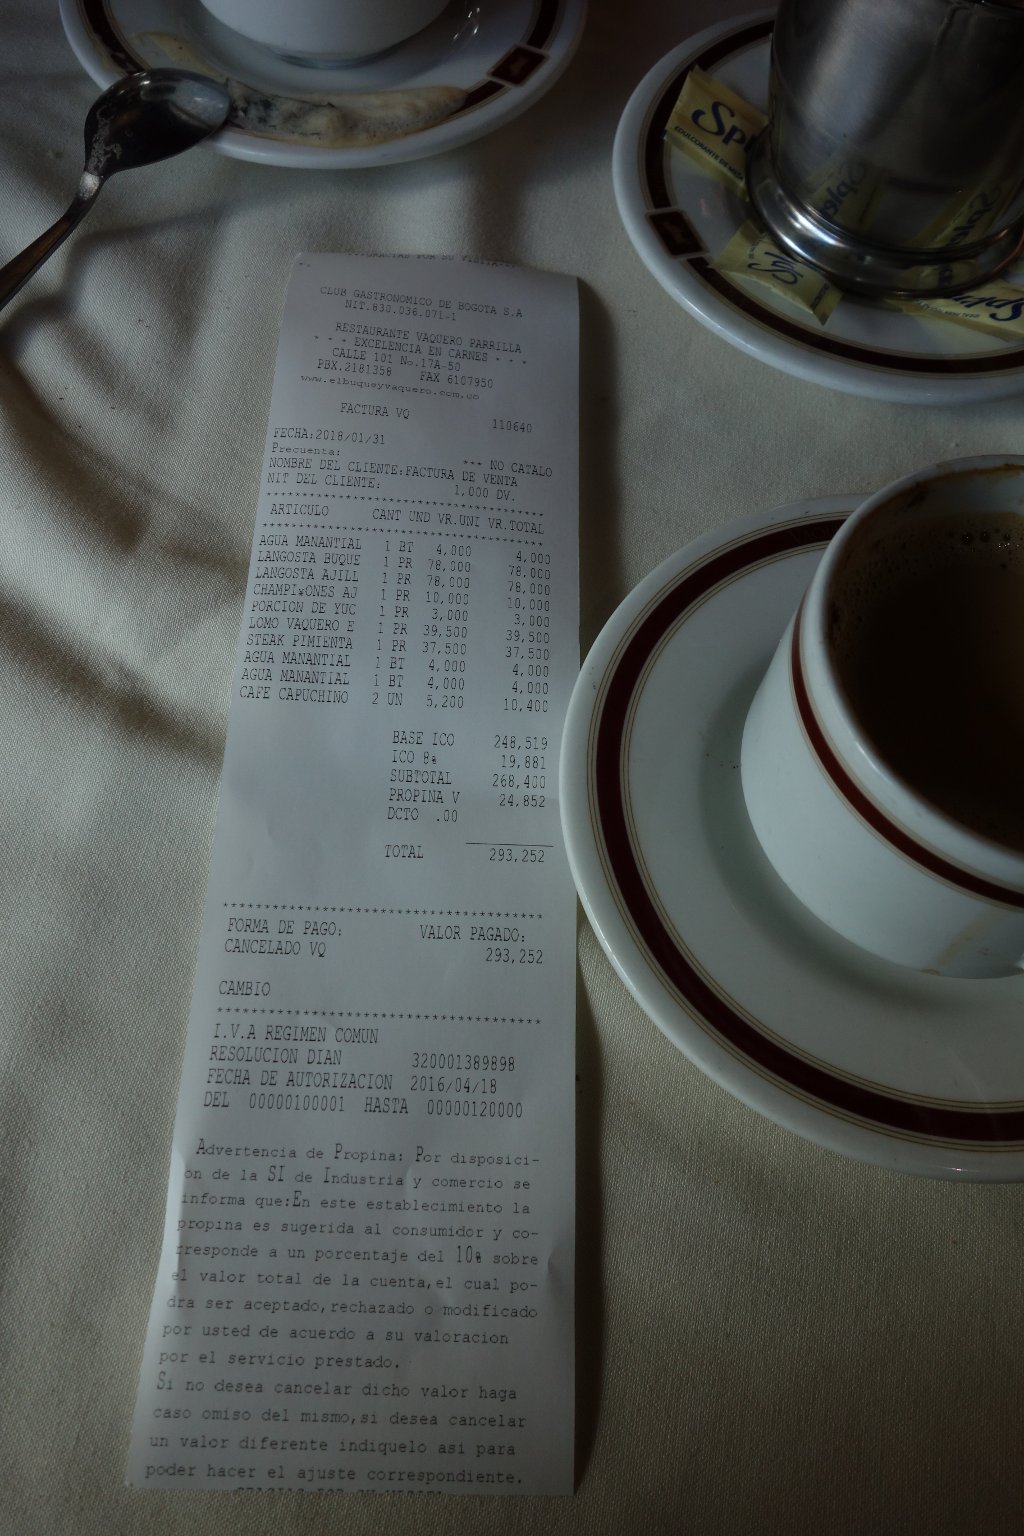 Splenda
EDULCORANTE DE MESA
Splenda
CLUB GASTRONOMICO DE BOGOTA S.A
NIT.830.036.071-1
RESTAURANTE VAQUERO PARRILLA
- - - EXCELENCIA EN CARNES - - -
CALLE 101 No.17A-50
PBX.2181358 FAX 6107950
www.elbuqueyvaquero.com.co
FACTURA VQ 110640
FECHA:2018/01/31
Precuenta: *** NO CATALO
NOMBRE DEL CLIENTE:FACTURA DE VENTA
NIT DEL CLIENTE: 1,000 DV.
***************************************
ARTICULO CANT UND VR.UNI VR.TOTAL
***************************************
AGUA MANANTIAL 1 BT 4,000 4,000
LANGOSTA BUQUE 1 PR 78,000 78,000
LANGOSTA AJILL 1 PR 78,000 78,000
CHAMPI¥ONES AJ 1 PR 10,000 10,000
PORCION DE YUC 1 PR 3,000 3,000
LOMO VAQUERO E 1 PR 39,500 39,500
STEAK PIMIENTA 1 PR 37,500 37,500
AGUA MANANTIAL 1 BT 4,000 4,000
AGUA MANANTIAL 1 BT 4,000 4,000
CAFE CAPUCHINO 2 UN 5,200 10,400
BASE ICO 248,519
ICO 8% 19,881
SUBTOTAL 268,400
PROPINA V 24,852
DCTO .00
TOTAL 293,252
***************************************
FORMA DE PAGO: VALOR PAGADO:
CANCELADO VQ 293,252
CAMBIO
***************************************
I.V.A REGIMEN COMUN
RESOLUCION DIAN 320001389898
FECHA DE AUTORIZACION 2016/04/18
DEL 00000100001 HASTA 00000120000
Advertencia de Propina: Por disposici-
on de la SI de Industria y comercio se
informa que:En este establecimiento la
propina es sugerida al consumidor y co-
rresponde a un porcentaje del 10% sobre
el valor total de la cuenta,el cual po-
dra ser aceptado,rechazado o modificado
por usted de acuerdo a su valoracion
por el servicio prestado.
Si no desea cancelar dicho valor haga
caso omiso del mismo,si desea cancelar
un valor diferente indiquelo asi para
poder hacer el ajuste correspondiente.